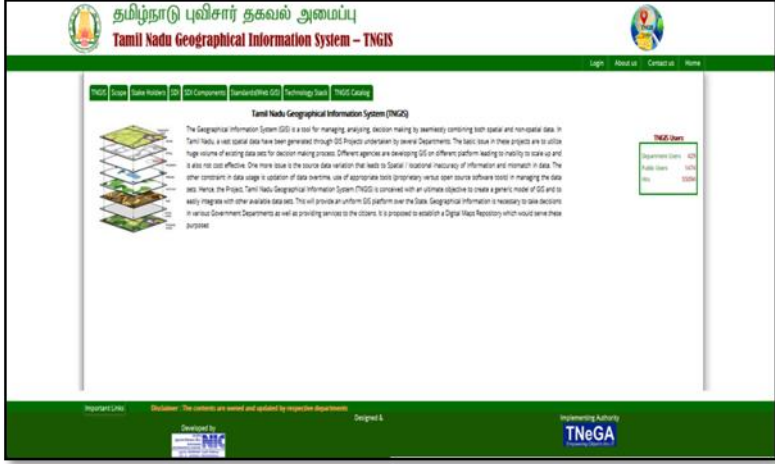 தமிழ்நாடு புவிசார் தகவல் அமைப்பு
Tamil Nadu Geographical Information System – TNGIS
Login About us Contact us Home
TNGIS Scope Stake Holders SDI SDI Components Standards(Web GIS) Technology Stack TNGIS Catalog
Tamil Nadu Geographical Information System (TNGIS)
The Geographical Information System (GIS) is a tool for managing, analysing, decision making by seamlessly combining both spatial and non-spatial data. In
Tamil Nadu, a vast spatial data have been generated through GIS Projects undertaken by several Departments. The basic issue in these projects are to utilize
huge volume of existing data sets for decision making process. Different agencies are developing GIS on different platform leading to inability to scale up and
is also not cost effective. One more issue is the source data variation that leads to Spatial / locational inaccuracy of information and mismatch in data. The
other constraint in data usage is updation of data overtime, use of appropriate tools (proprietary versus open source software tools) in managing the data
sets. Hence, the Project, Tamil Nadu Geographical Information System (TNGIS) is conceived with an ultimate objective to create a generic model of GIS and to
easily integrate with other available data sets. This will provide an uniform GIS platform over the State. Geographical Information is necessary to take decisions
in various Government Departments as well as providing services to the citizens. It is proposed to establish a Digital Maps Repository which would serve these
purposes
TNGIS Users
Department Users 429
Public Users
Important Links Disclaimer : The contents are owned and updated by respective departments
Designed &
Developed by
NIC
Implementing Authority
TNeGA